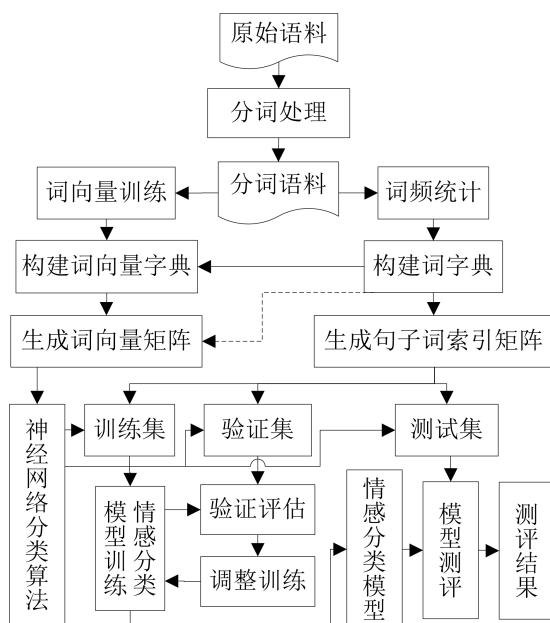 原始语料
分词处理
分词语料
词向量训练
词频统计
构建词向量字典
构建词字典
生成词向量矩阵
生成句子词索引矩阵
神经网络分类算法
训练集
验证集
测试集
情感分类
模型训练
验证评估
调整训练
情感分类模型
模型测评
测评结果